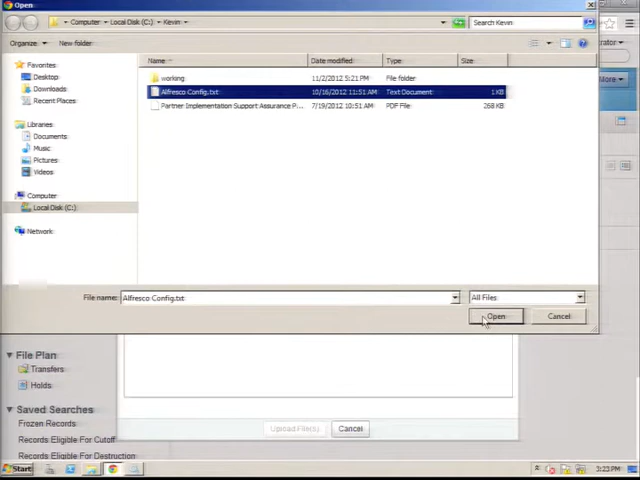 Open
Computer Local Disk (C:) Kevin
Search Kevin
Organize New folder
Name Date modified Type Size
Favorites
Desktop
Downloads
Recent Places
Libraries
Documents
Music
Pictures
Videos
Computer
Local Disk (C:)
Network
working 11/2/2012 5:21 PM File folder
Alfresco Config.txt 10/16/2012 11:51 AM Text Document 1 KB
Partner Implementation Support Assurance P... 7/19/2012 10:51 AM PDF File 268 KB
File name: Alfresco Config.txt All Files
Open Cancel
More
File Plan
Transfers
Holds
Saved Searches
Frozen Records
Records Eligible For Cutoff
Records Eligible For Destruction
Upload File(s) Cancel
Start 3:23 PM